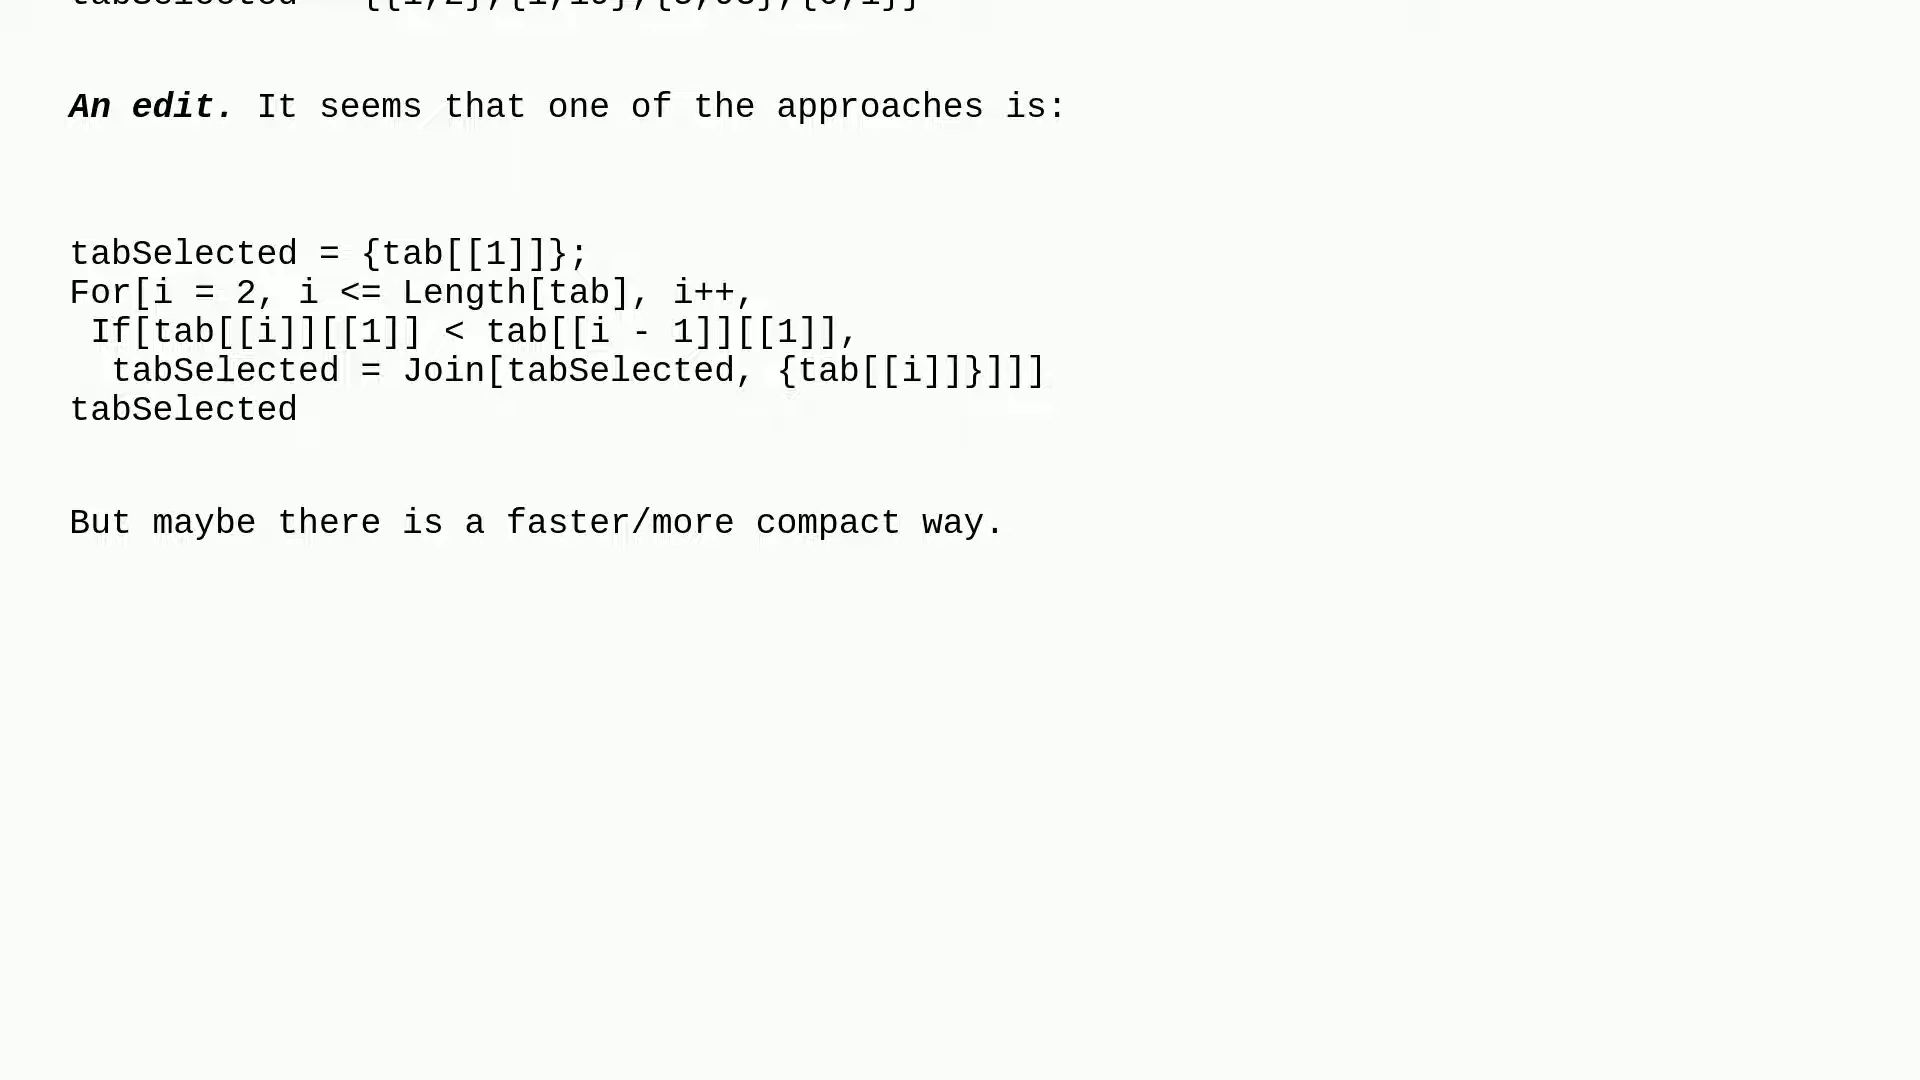 An edit. It seems that one of the approaches is:
tabSelected = {tab[[1]]};
For[i = 2, i <= Length[tab], i++,
 If[tab[[i]][[1]] < tab[[i - 1]][[1]],
  tabSelected = Join[tabSelected, {tab[[i]]}]]]
tabSelected
But maybe there is a faster/more compact way.